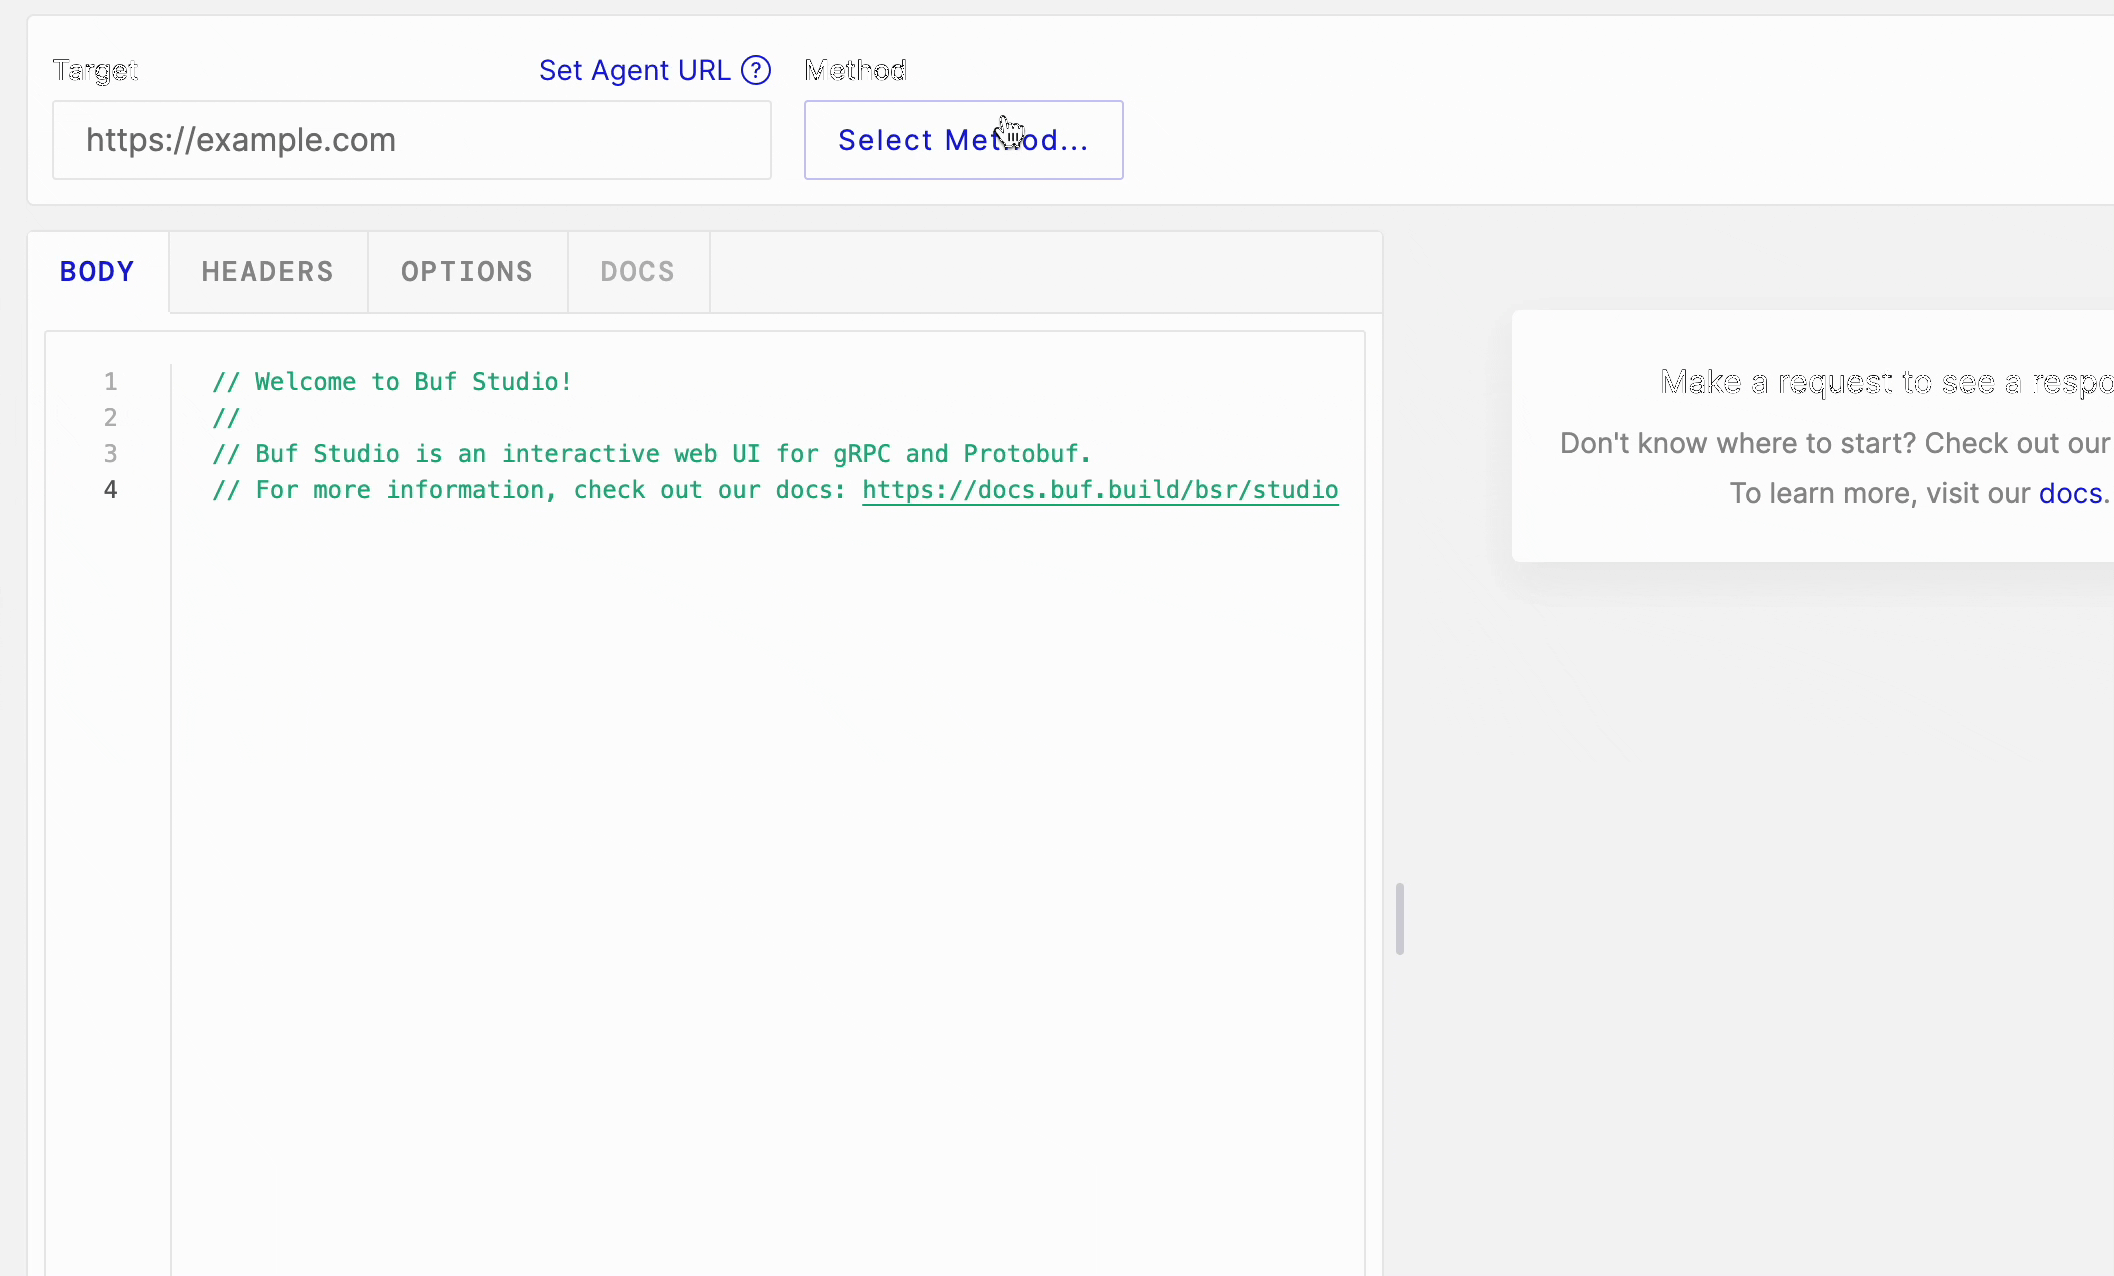 Target
Set Agent URL ?
Method
https://example.com
Select Method...
BODY
HEADERS
OPTIONS
DOCS
1 // Welcome to Buf Studio!
2 //
3 // Buf Studio is an interactive web UI for gRPC and Protobuf.
4 // For more information, check out our docs: https://docs.buf.build/bsr/studio
Make a request to see a respo
Don't know where to start? Check out our
To learn more, visit our docs.